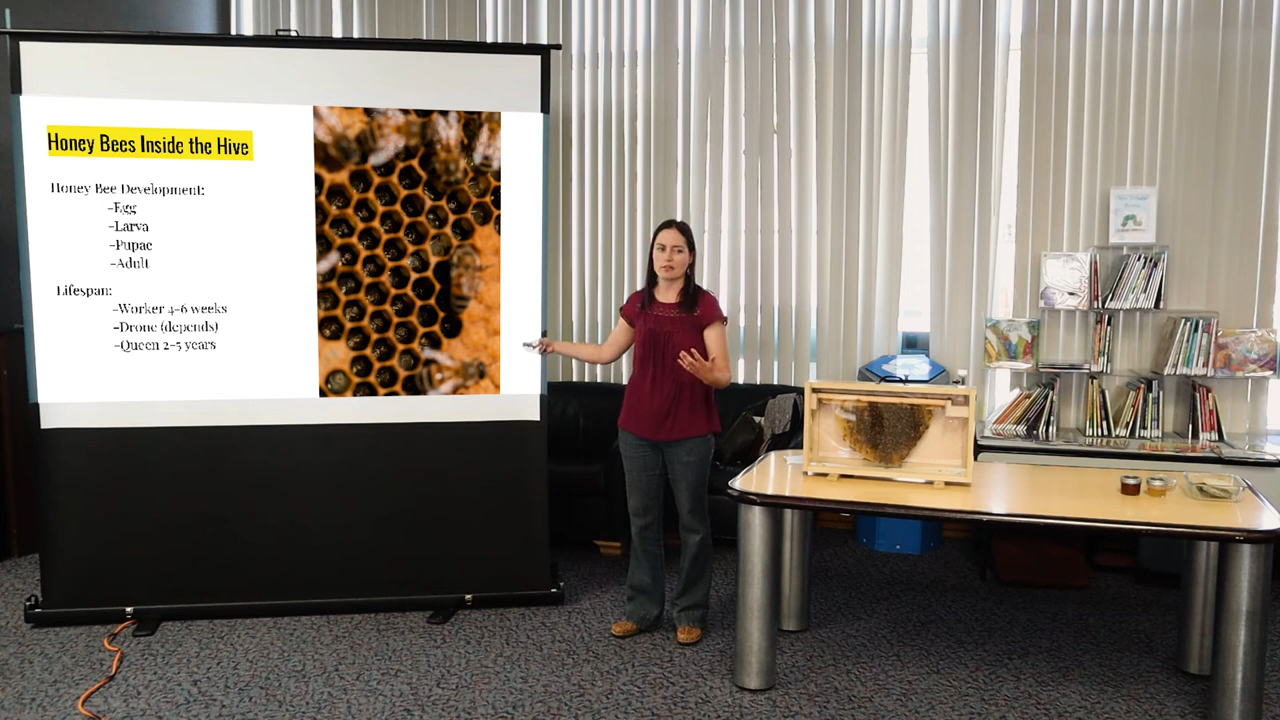 Honey Bees Inside the Hive
Honey Bee Development:
-Egg
-Larva
-Pupae
-Adult
Lifespan:
-Worker 4-6 weeks
-Drone (depends)
-Queen 2-5 years